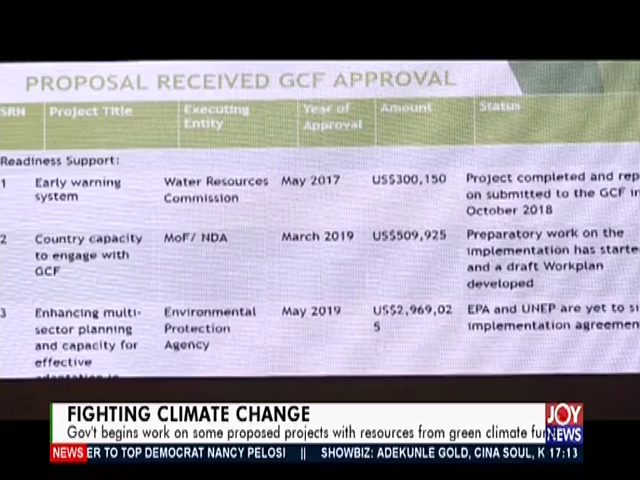 PROPOSAL RECEIVED GCF APPROVAL
SRN Project Title Executing Entity Year of Approval Amount Status
Readiness Support:
1 Early warning system Water Resources Commission May 2017 US$300,150 Project completed and rep on submitted to the GCF in October 2018
2 Country capacity to engage with GCF MoF/ NDA March 2019 US$509,925 Preparatory work on the implementation has starte and a draft Workplan developed
3 Enhancing multi-sector planning and capacity for effective Environmental Protection Agency May 2019 US$2,969,025 EPA and UNEP are yet to si implementation agreemen
FIGHTING CLIMATE CHANGE
Gov't begins work on some proposed projects with resources from green climate fu
JOY NEWS
NEWS ER TO TOP DEMOCRAT NANCY PELOSI || SHOWBIZ: ADEKUNLE GOLD, CINA SOUL, K 17:13